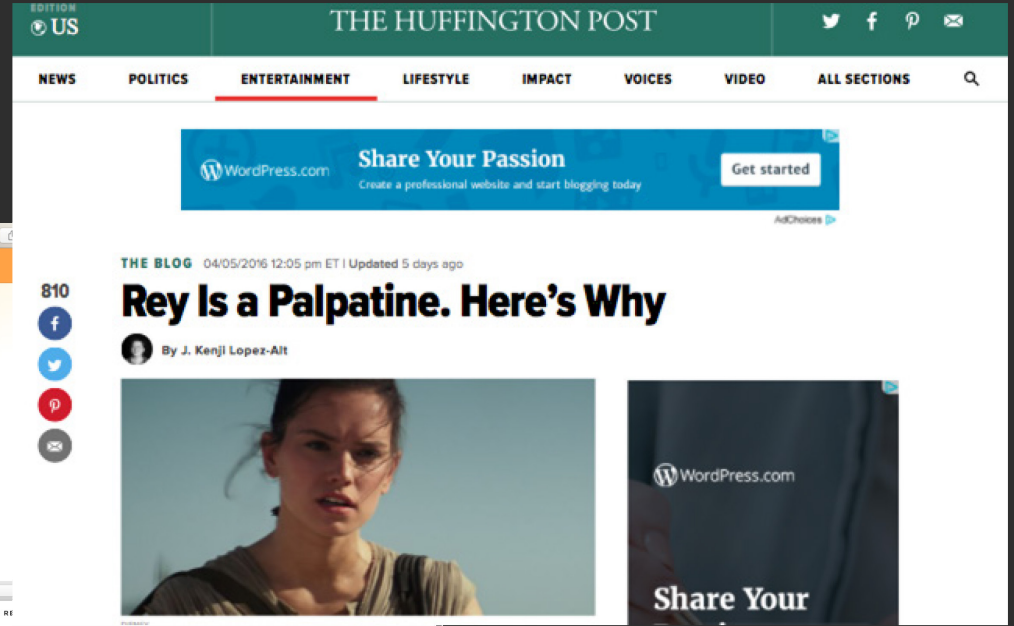 EDITION
US
THE HUFFINGTON POST
NEWS
POLITICS
ENTERTAINMENT
LIFESTYLE
IMPACT
VOICES
VIDEO
ALL SECTIONS
WordPress.com
Share Your Passion
Create a professional website and start blogging today
Get started
AdChoices
THE BLOG 04/05/2016 12:05 pm ET | Updated 5 days ago
810
Rey Is a Palpatine. Here's Why
By J. Kenji Lopez-Alt
WordPress.com
Share Your
RE